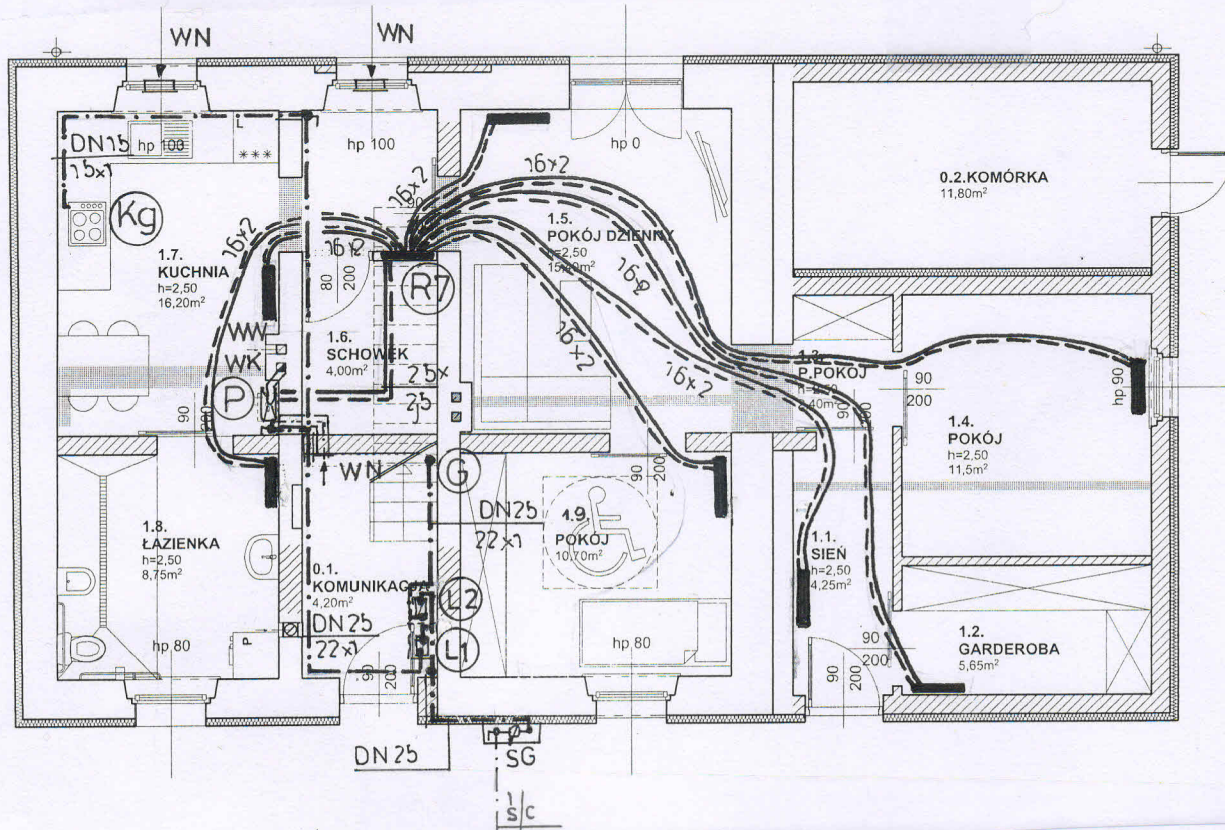 WN
WN
DN15
15x1
hp 100
L
***
hp 100
hp 0
16x2
16x2
0.2.KOMÓRKA
11,80m²
Kg
16x2
16x2
90
1.5.
POKÓJ DZIENNY
h=2,50
1.7.
KUCHNIA
h=2,50
16,20m²
80
200
R7
16x2
16x2
16x2
WW
WK
P
1.6.
SCHOWEK
4,00m²
25x
25
1.3.
P.POKÓJ
90
200
90
200
hp 90
1.4.
POKÓJ
h=2,50
11,5m²
90
200
WN
G
90
200
DN25
22x1
1.9.
POKÓJ
10,70m²
1.8.
ŁAZIENKA
h=2,50
8,75m²
1.1.
SIEŃ
h=2,50
4,25m²
0.1.
KOMUNIKACJA
4,20m²
L2
DN25
22x1
L1
hp 80
P
90
200
hp 80
90
200
90
200
1.2.
GARDEROBA
5,65m²
DN25
SG
ś/c